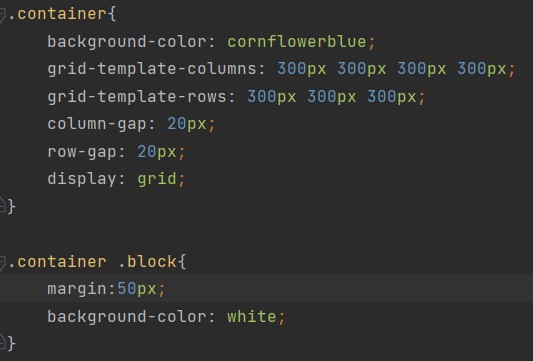 .container{
    background-color: cornflowerblue;
    grid-template-columns: 300px 300px 300px 300px;
    grid-template-rows: 300px 300px 300px;
    column-gap: 20px;
    row-gap: 20px;
    display: grid;
}

.container .block{
    margin:50px;
    background-color: white;
}